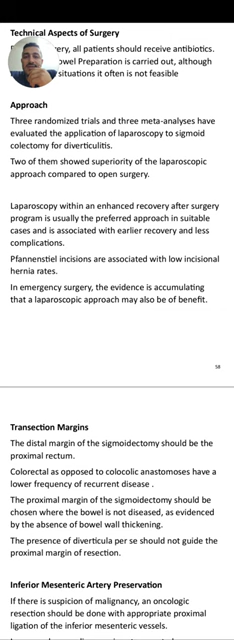 Technical Aspects of Surgery
ery, all patients should receive antibiotics.
owel Preparation is carried out, although
situations it often is not feasible
Approach
Three randomized trials and three meta-analyses have
evaluated the application of laparoscopy to sigmoid
colectomy for diverticulitis.
Two of them showed superiority of the laparoscopic
approach compared to open surgery.
Laparoscopy within an enhanced recovery after surgery
program is usually the preferred approach in suitable
cases and is associated with earlier recovery and less
complications.
Pfannenstiel incisions are associated with low incisional
hernia rates.
In emergency surgery, the evidence is accumulating
that a laparoscopic approach may also be of benefit.
58
Transection Margins
The distal margin of the sigmoidectomy should be the
proximal rectum.
Colorectal as opposed to colocolic anastomoses have a
lower frequency of recurrent disease .
The proximal margin of the sigmoidectomy should be
chosen where the bowel is not diseased, as evidenced
by the absence of bowel wall thickening.
The presence of diverticula per se should not guide the
proximal margin of resection.
Inferior Mesenteric Artery Preservation
If there is suspicion of malignancy, an oncologic
resection should be done with appropriate proximal
ligation of the inferior mesenteric vessels.